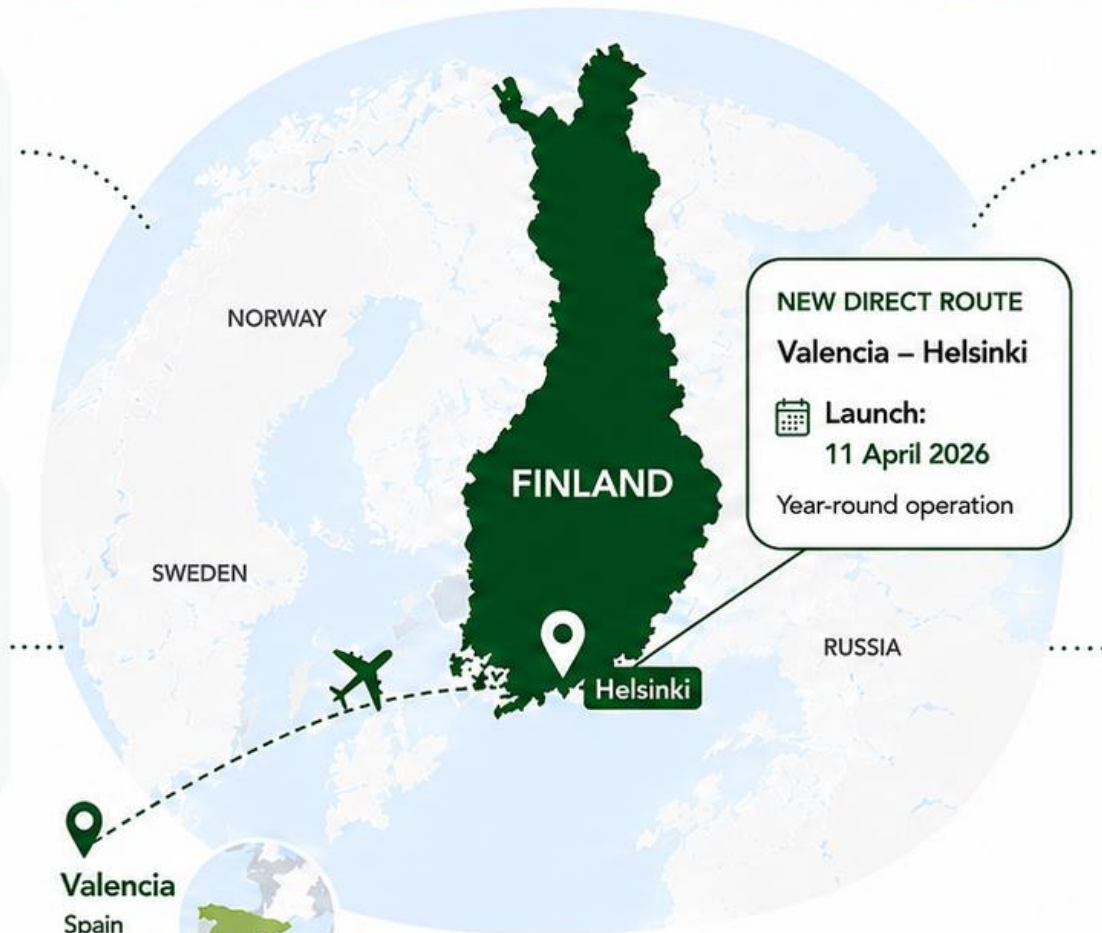 NORWAY
SWEDEN
FINLAND
RUSSIA
Helsinki
NEW DIRECT ROUTE
Valencia – Helsinki
Launch:
11 April 2026
Year-round operation
Valencia
Spain